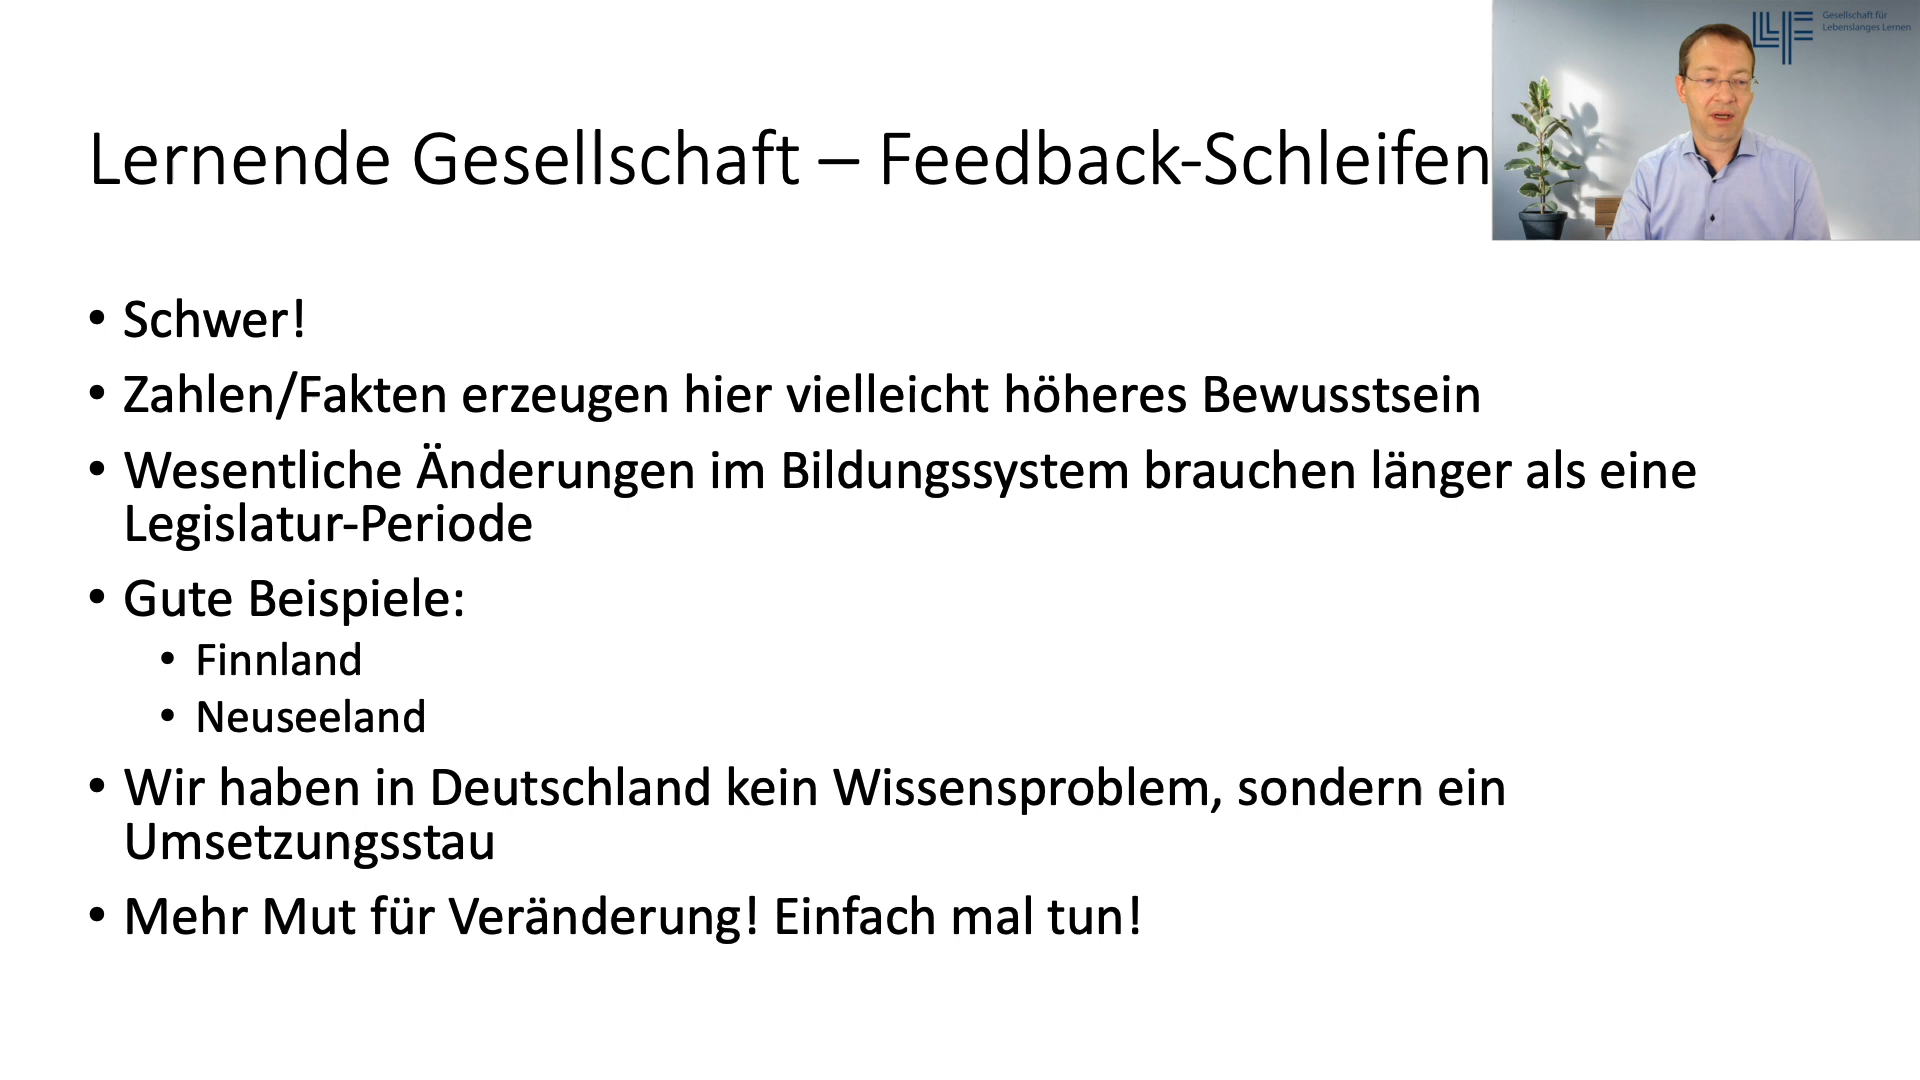 Gesellschaft für
Lebenslanges Lernen
Lernende Gesellschaft – Feedback-Schleifen
• Schwer!
• Zahlen/Fakten erzeugen hier vielleicht höheres Bewusstsein
• Wesentliche Änderungen im Bildungssystem brauchen länger als eine
Legislatur-Periode
• Gute Beispiele:
• Finnland
• Neuseeland
• Wir haben in Deutschland kein Wissensproblem, sondern ein
Umsetzungsstau
• Mehr Mut für Veränderung! Einfach mal tun!